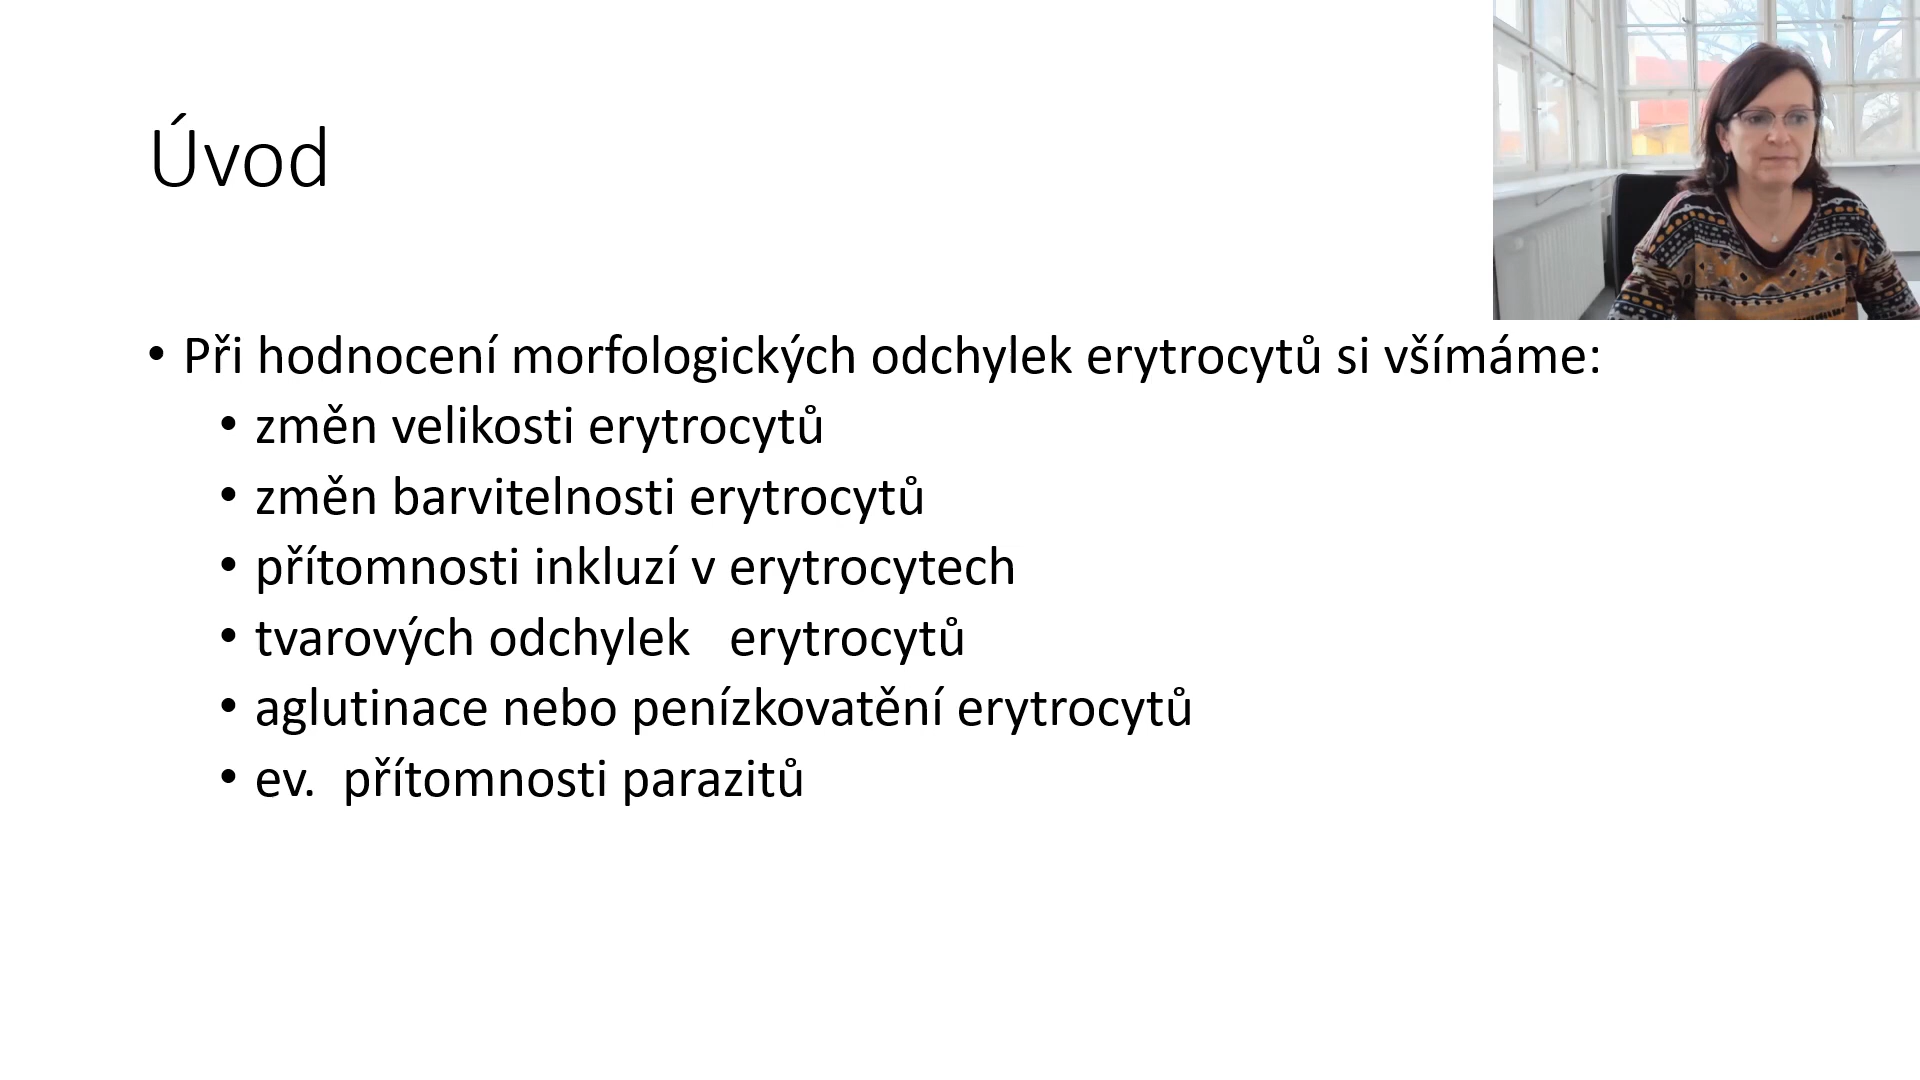 Úvod
• Při hodnocení morfologických odchylek erytrocytů si všímáme:
• změn velikosti erytrocytů
• změn barvitelnosti erytrocytů
• přítomnosti inkluzí v erytrocytech
• tvarových odchylek   erytrocytů
• aglutinace nebo penízkovatění erytrocytů
• ev.  přítomnosti parazitů